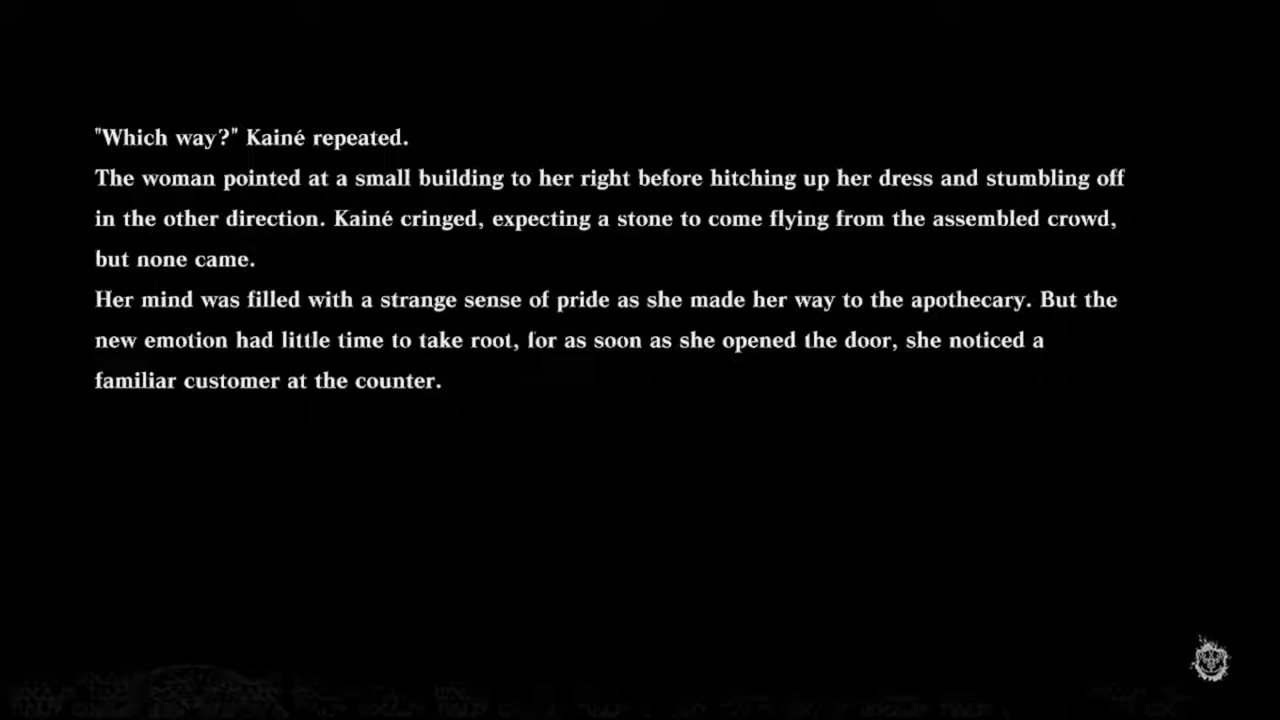 "Which way?" Kainé repeated.
The woman pointed at a small building to her right before hitching up her dress and stumbling off
in the other direction. Kainé cringed, expecting a stone to come flying from the assembled crowd,
but none came.
Her mind was filled with a strange sense of pride as she made her way to the apothecary. But the
new emotion had little time to take root, for as soon as she opened the door, she noticed a
familiar customer at the counter.